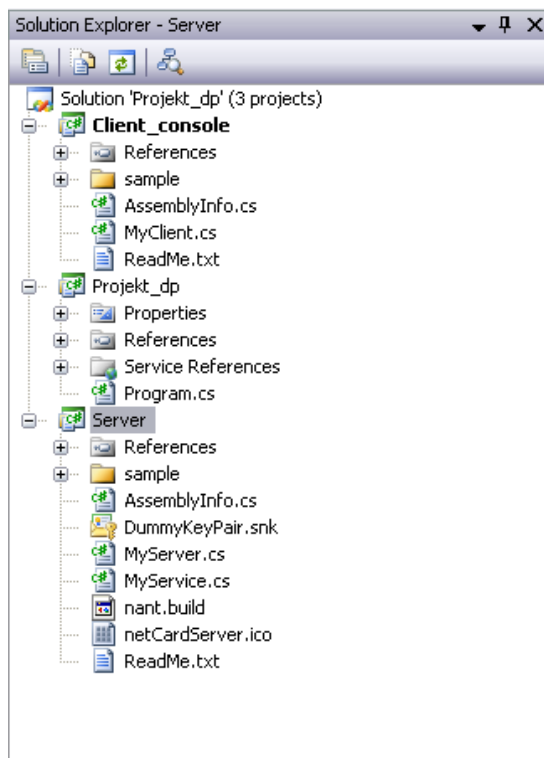 Solution Explorer - Server
Solution 'Projekt_dp' (3 projects)
Client_console
References
sample
AssemblyInfo.cs
MyClient.cs
ReadMe.txt
Projekt_dp
Properties
References
Service References
Program.cs
Server
References
sample
AssemblyInfo.cs
DummyKeyPair.snk
MyServer.cs
MyService.cs
nant.build
netCardServer.ico
ReadMe.txt